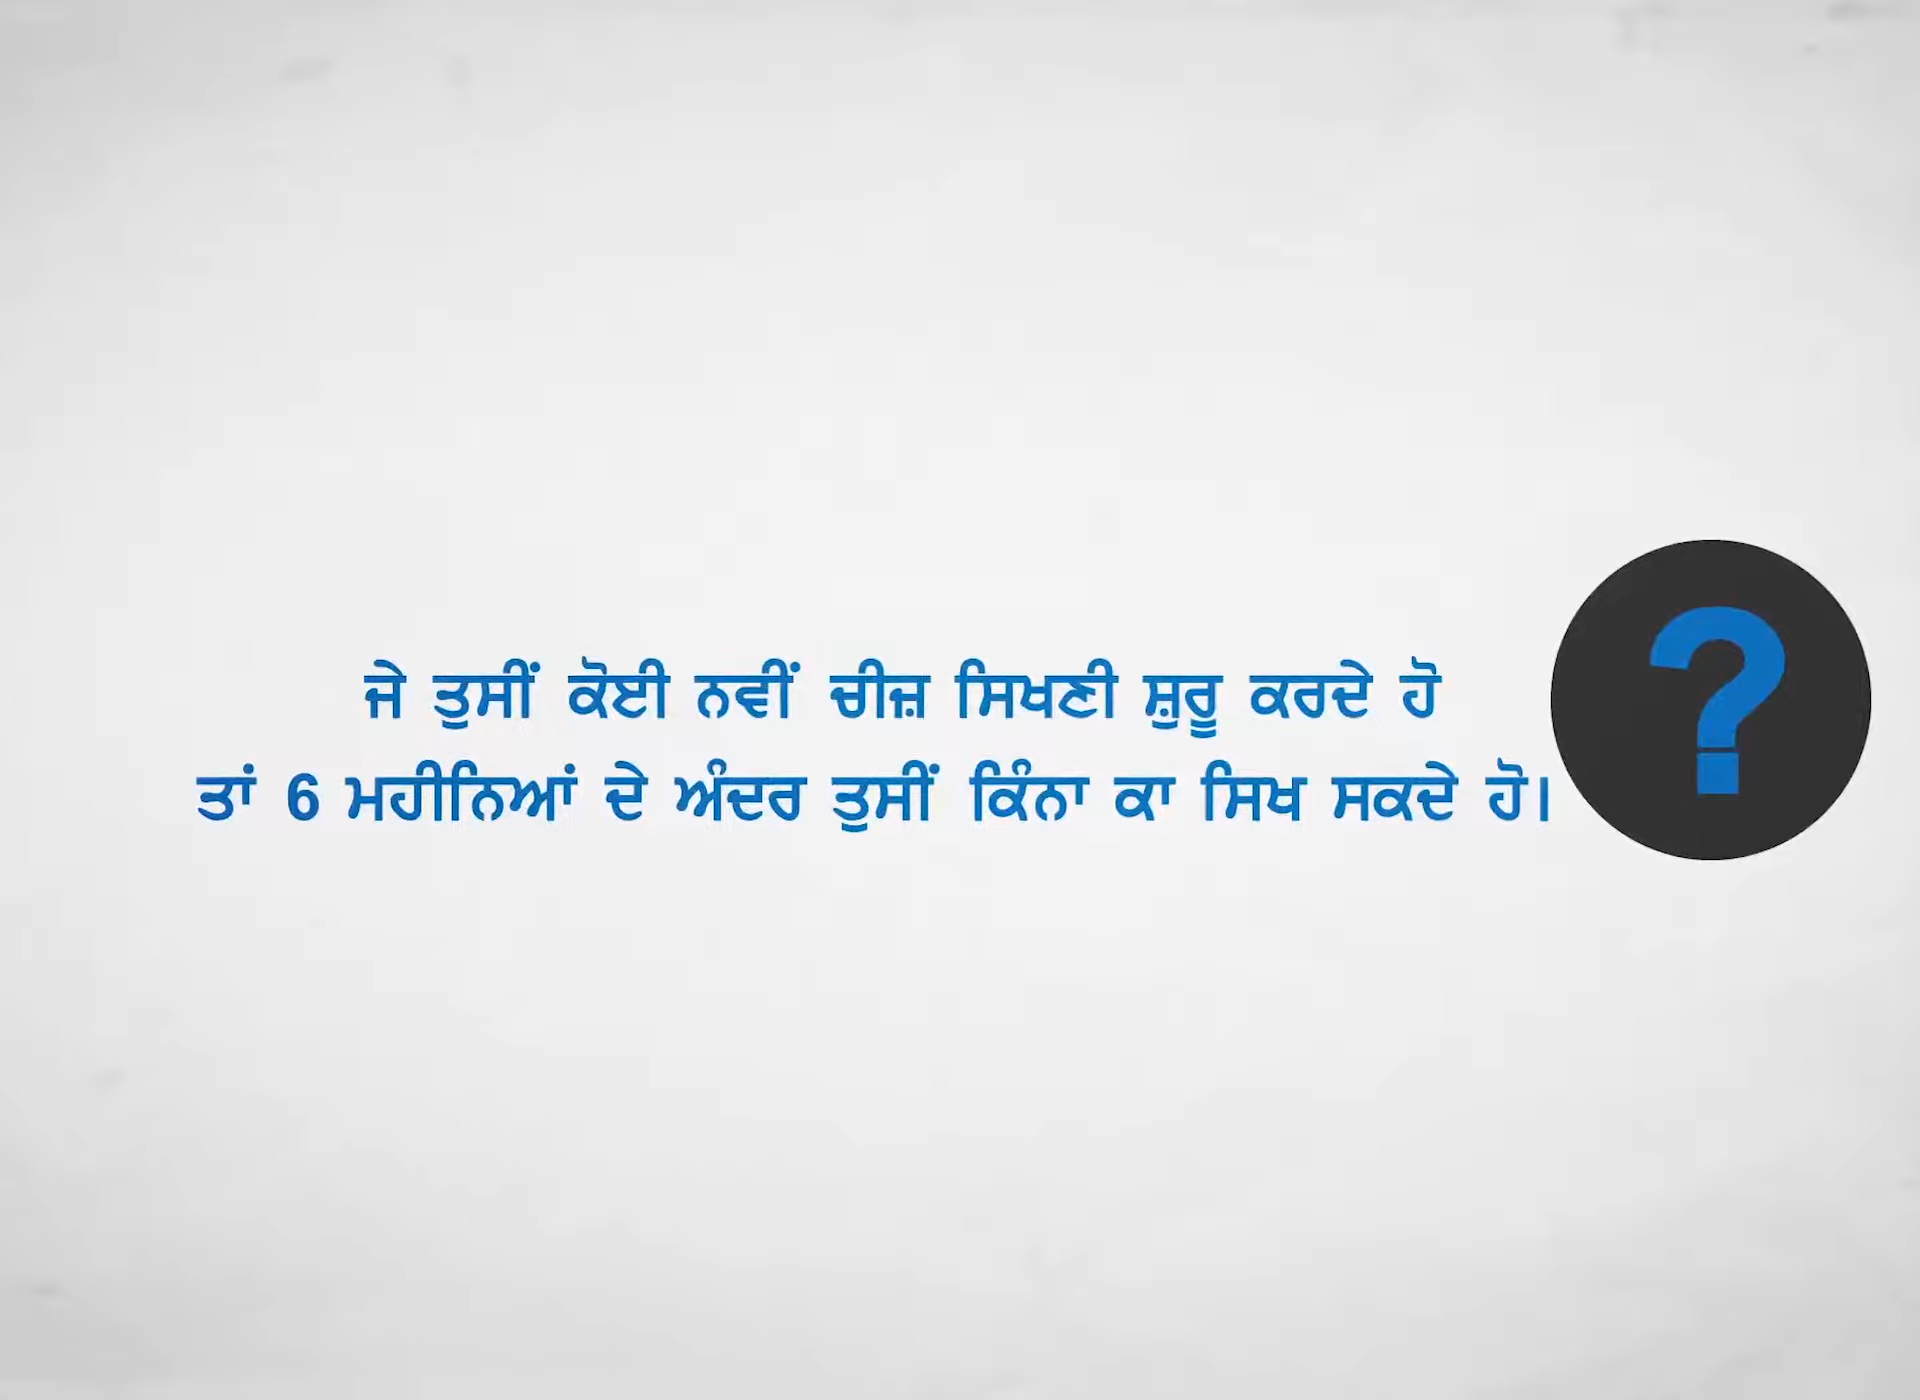 ਜੇ ਤੁਸੀਂ ਕੋਈ ਨਵੀਂ ਚੀਜ਼ ਸਿਖਣੀ ਸ਼ੁਰੂ ਕਰਦੇ ਹੋ
ਤਾਂ 6 ਮਹੀਨਿਆਂ ਦੇ ਅੰਦਰ ਤੁਸੀਂ ਕਿੰਨਾ ਕਾ ਸਿਖ ਸਕਦੇ ਹੋ।
?